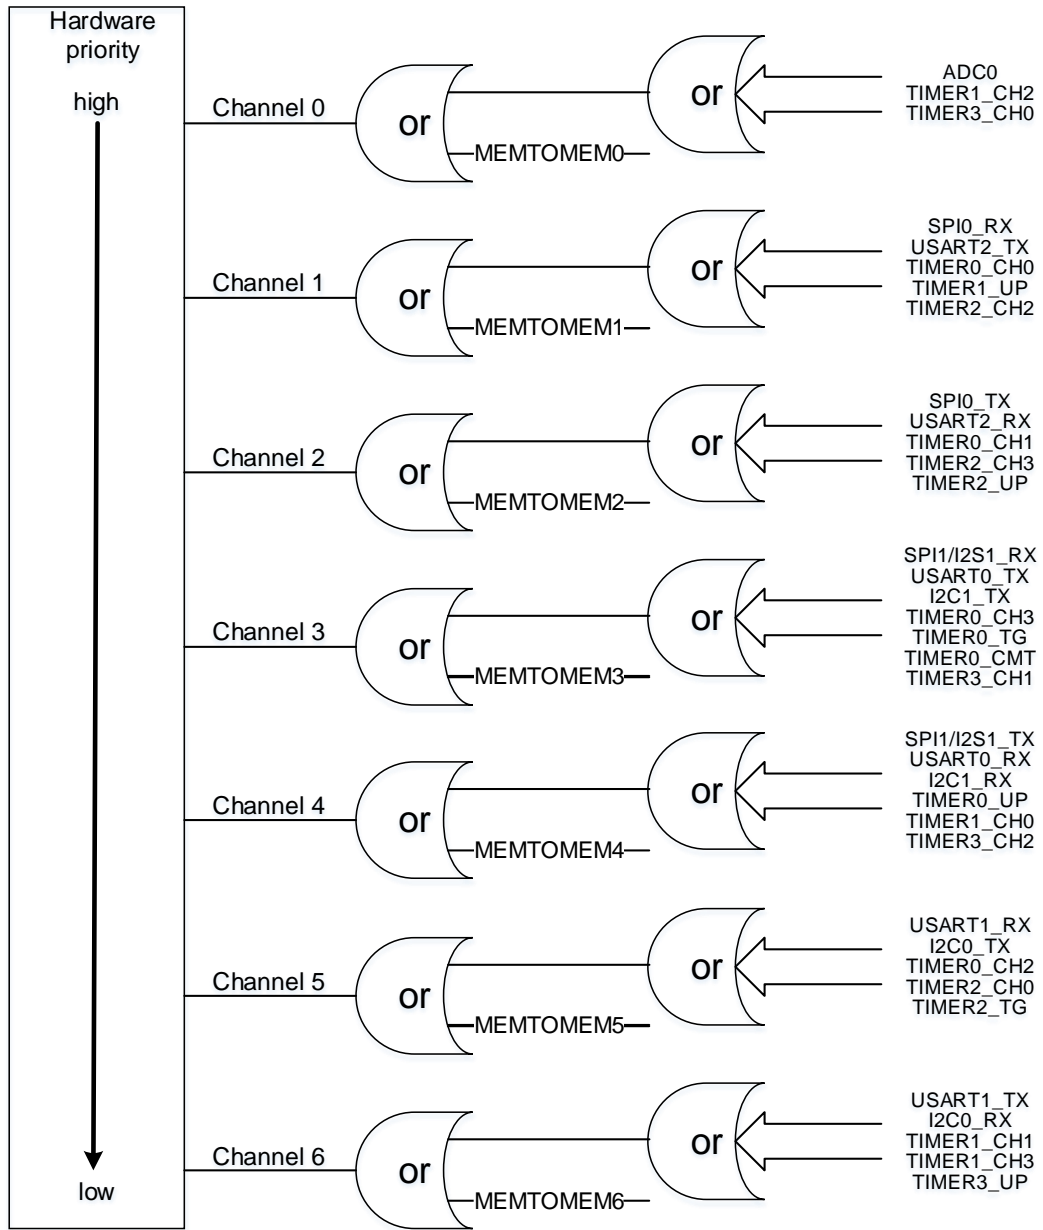 Hardware
priority
high
low
Channel 0
or
MEMTOMEM0
or
ADC0
TIMER1_CH2
TIMER3_CH0
Channel 1
or
MEMTOMEM1
or
SPI0_RX
USART2_TX
TIMER0_CH0
TIMER1_UP
TIMER2_CH2
Channel 2
or
MEMTOMEM2
or
SPI0_TX
USART2_RX
TIMER0_CH1
TIMER2_CH3
TIMER2_UP
Channel 3
or
MEMTOMEM3
or
SPI1/I2S1_RX
USART0_TX
I2C1_TX
TIMER0_CH3
TIMER0_TG
TIMER0_CMT
TIMER3_CH1
Channel 4
or
MEMTOMEM4
or
SPI1/I2S1_TX
USART0_RX
I2C1_RX
TIMER0_UP
TIMER1_CH0
TIMER3_CH2
Channel 5
or
MEMTOMEM5
or
USART1_RX
I2C0_TX
TIMER0_CH2
TIMER2_CH0
TIMER2_TG
Channel 6
or
MEMTOMEM6
or
USART1_TX
I2C0_RX
TIMER1_CH1
TIMER1_CH3
TIMER3_UP